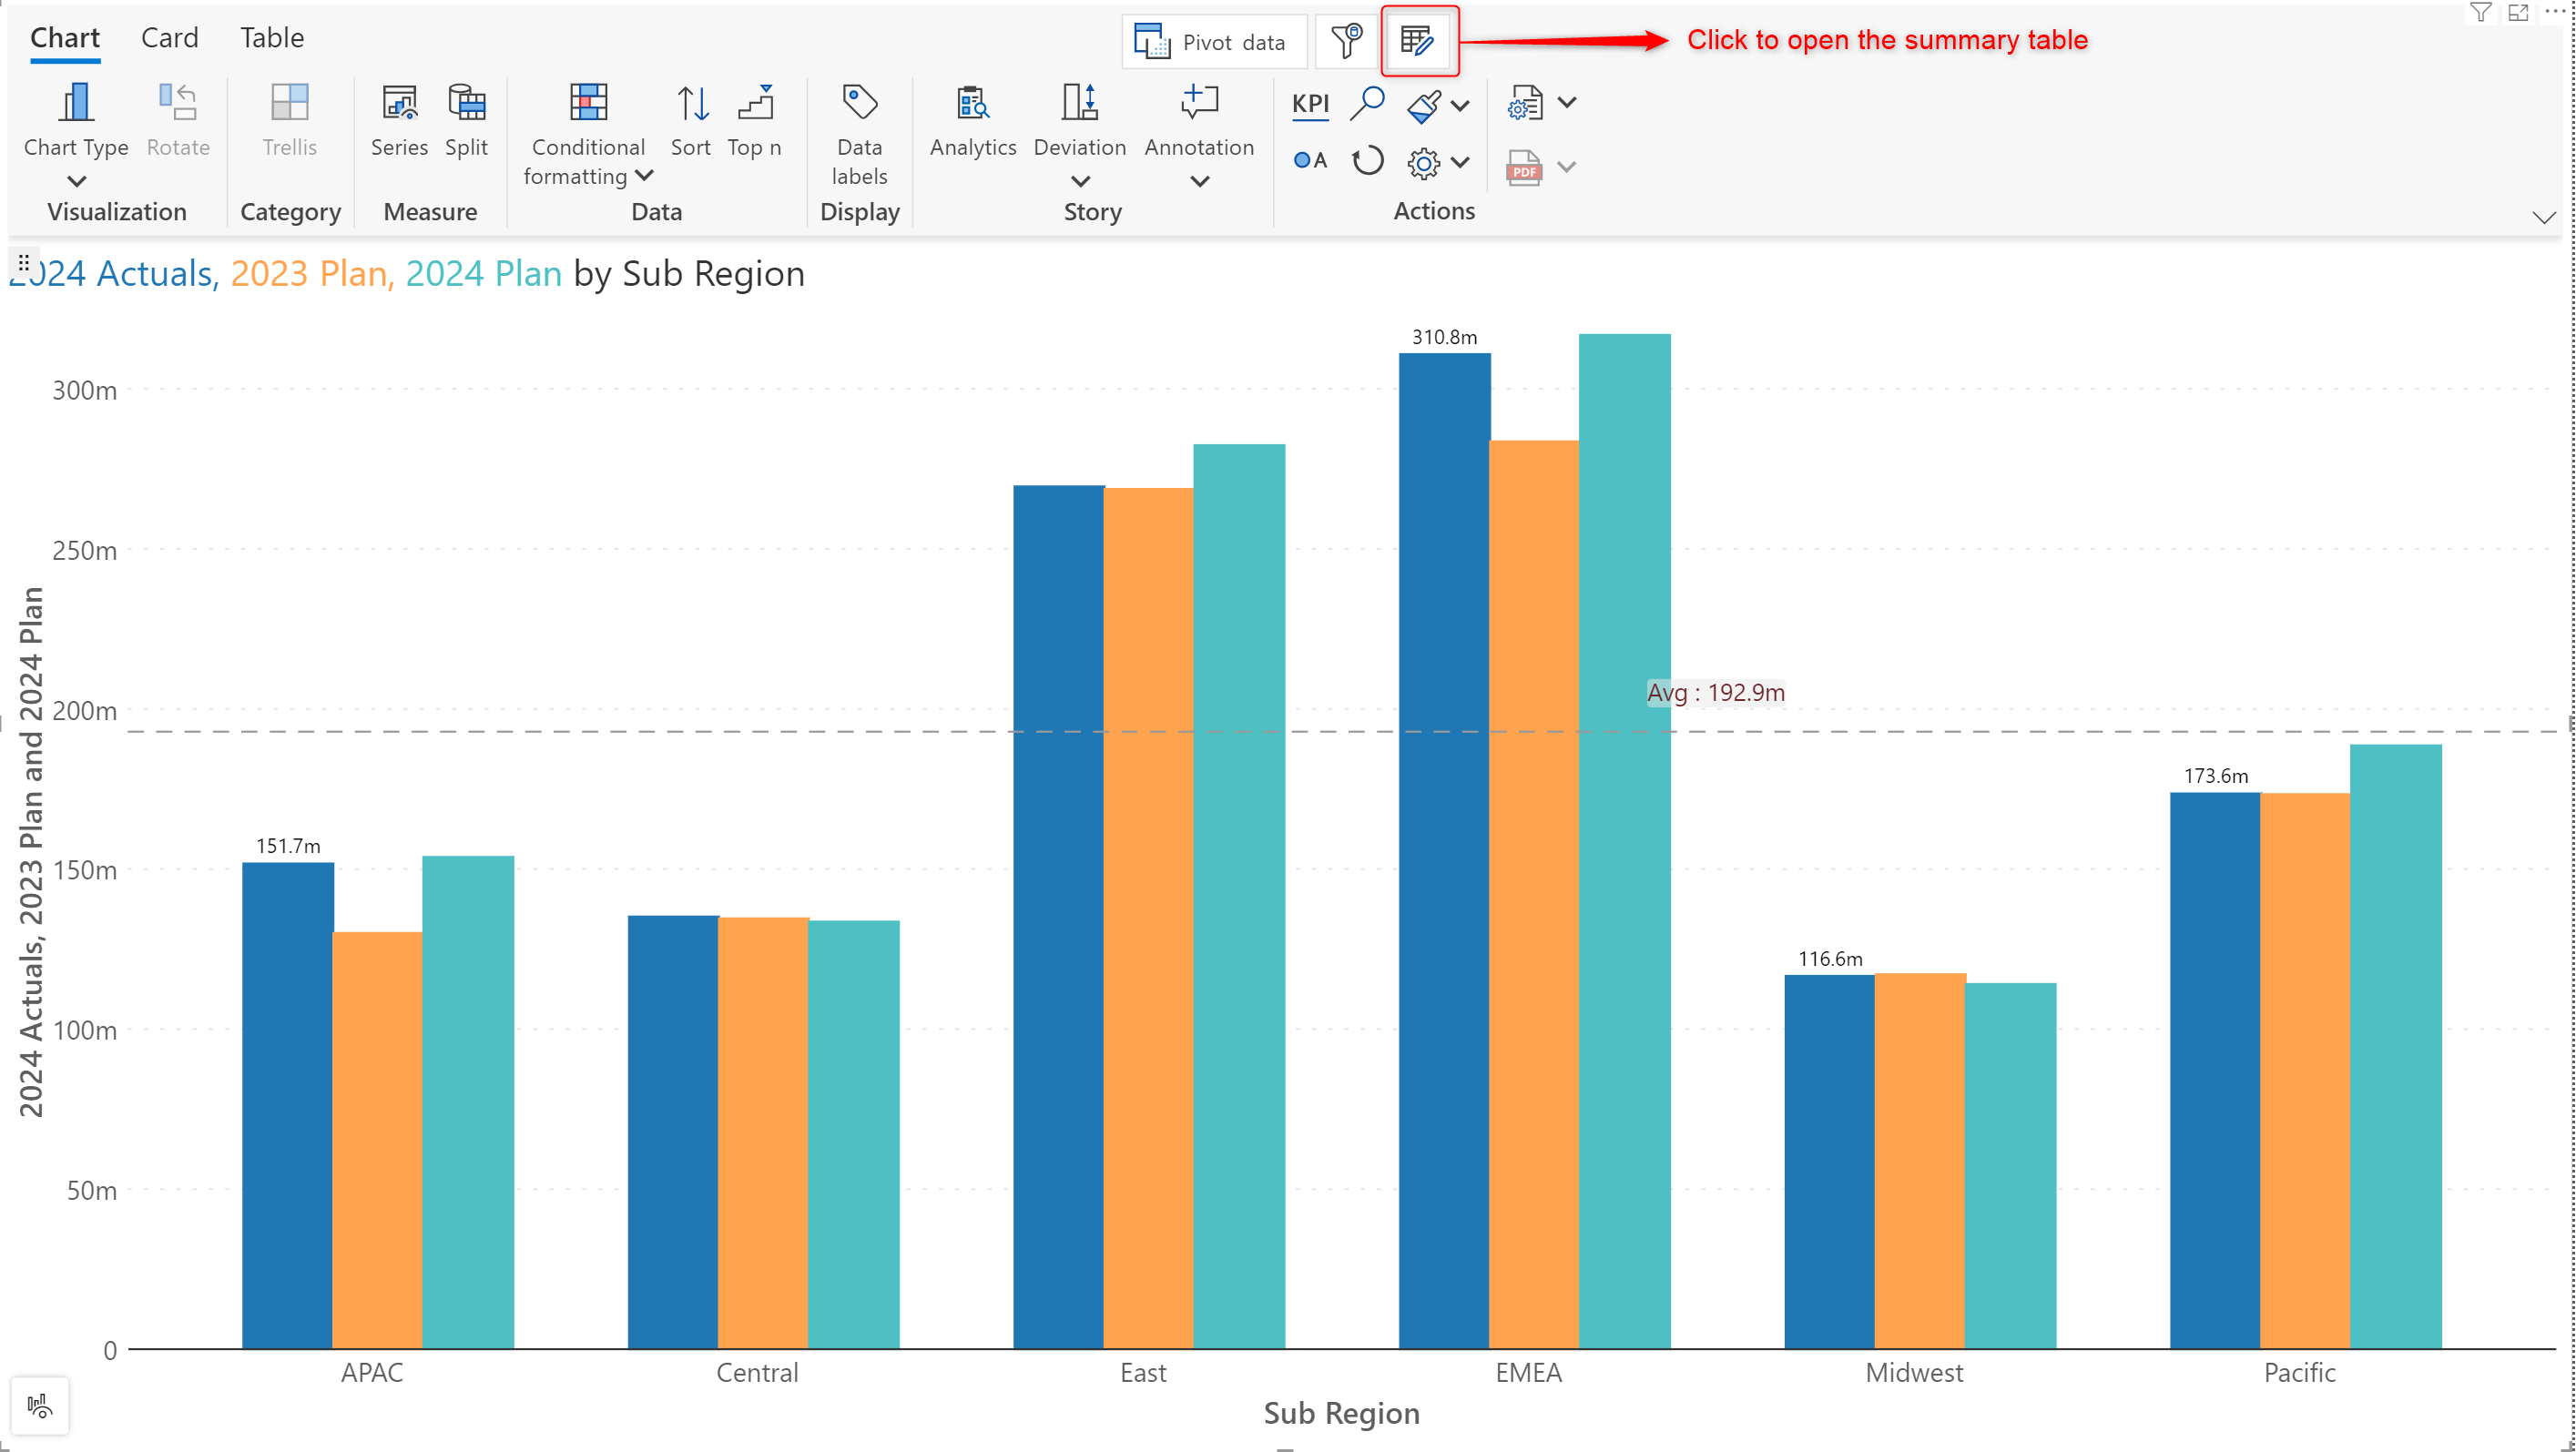 Chart Card Table
Pivot data
Click to open the summary table
Chart Type Rotate Trellis Series Split Conditional formatting Sort Top n Data labels Analytics Deviation Annotation
KPI
A
PDF
Visualization Category Measure Data Display Story Actions
2024 Actuals, 2023 Plan, 2024 Plan by Sub Region
2024 Actuals, 2023 Plan and 2024 Plan
300m
250m
200m
150m
100m
50m
0
310.8m
Avg : 192.9m
173.6m
151.7m
116.6m
APAC Central East EMEA Midwest Pacific
Sub Region